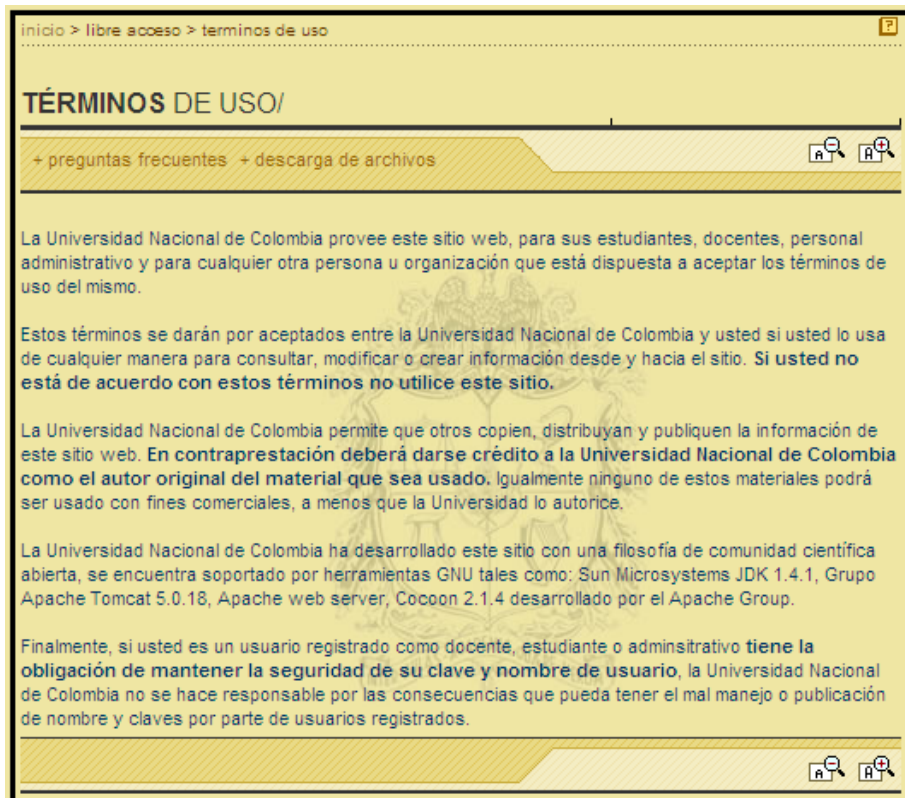 inicio > libre acceso > terminos de uso
TÉRMINOS DE USO/
+ preguntas frecuentes + descarga de archivos
La Universidad Nacional de Colombia provee este sitio web, para sus estudiantes, docentes, personal
administrativo y para cualquier otra persona u organización que está dispuesta a aceptar los términos de
uso del mismo.
Estos términos se darán por aceptados entre la Universidad Nacional de Colombia y usted si usted lo usa
de cualquier manera para consultar, modificar o crear información desde y hacia el sitio. Si usted no
está de acuerdo con estos términos no utilice este sitio.
La Universidad Nacional de Colombia permite que otros copien, distribuyan y publiquen la información de
este sitio web. En contraprestación deberá darse crédito a la Universidad Nacional de Colombia
como el autor original del material que sea usado. Igualmente ninguno de estos materiales podrá
ser usado con fines comerciales, a menos que la Universidad lo autorice.
La Universidad Nacional de Colombia ha desarrollado este sitio con una filosofía de comunidad científica
abierta, se encuentra soportado por herramientas GNU tales como: Sun Microsystems JDK 1.4.1, Grupo
Apache Tomcat 5.0.18, Apache web server, Cocoon 2.1.4 desarrollado por el Apache Group.
Finalmente, si usted es un usuario registrado como docente, estudiante o adminsitrativo tiene la
obligación de mantener la seguridad de su clave y nombre de usuario, la Universidad Nacional
de Colombia no se hace responsable por las consecuencias que pueda tener el mal manejo o publicación
de nombre y claves por parte de usuarios registrados.